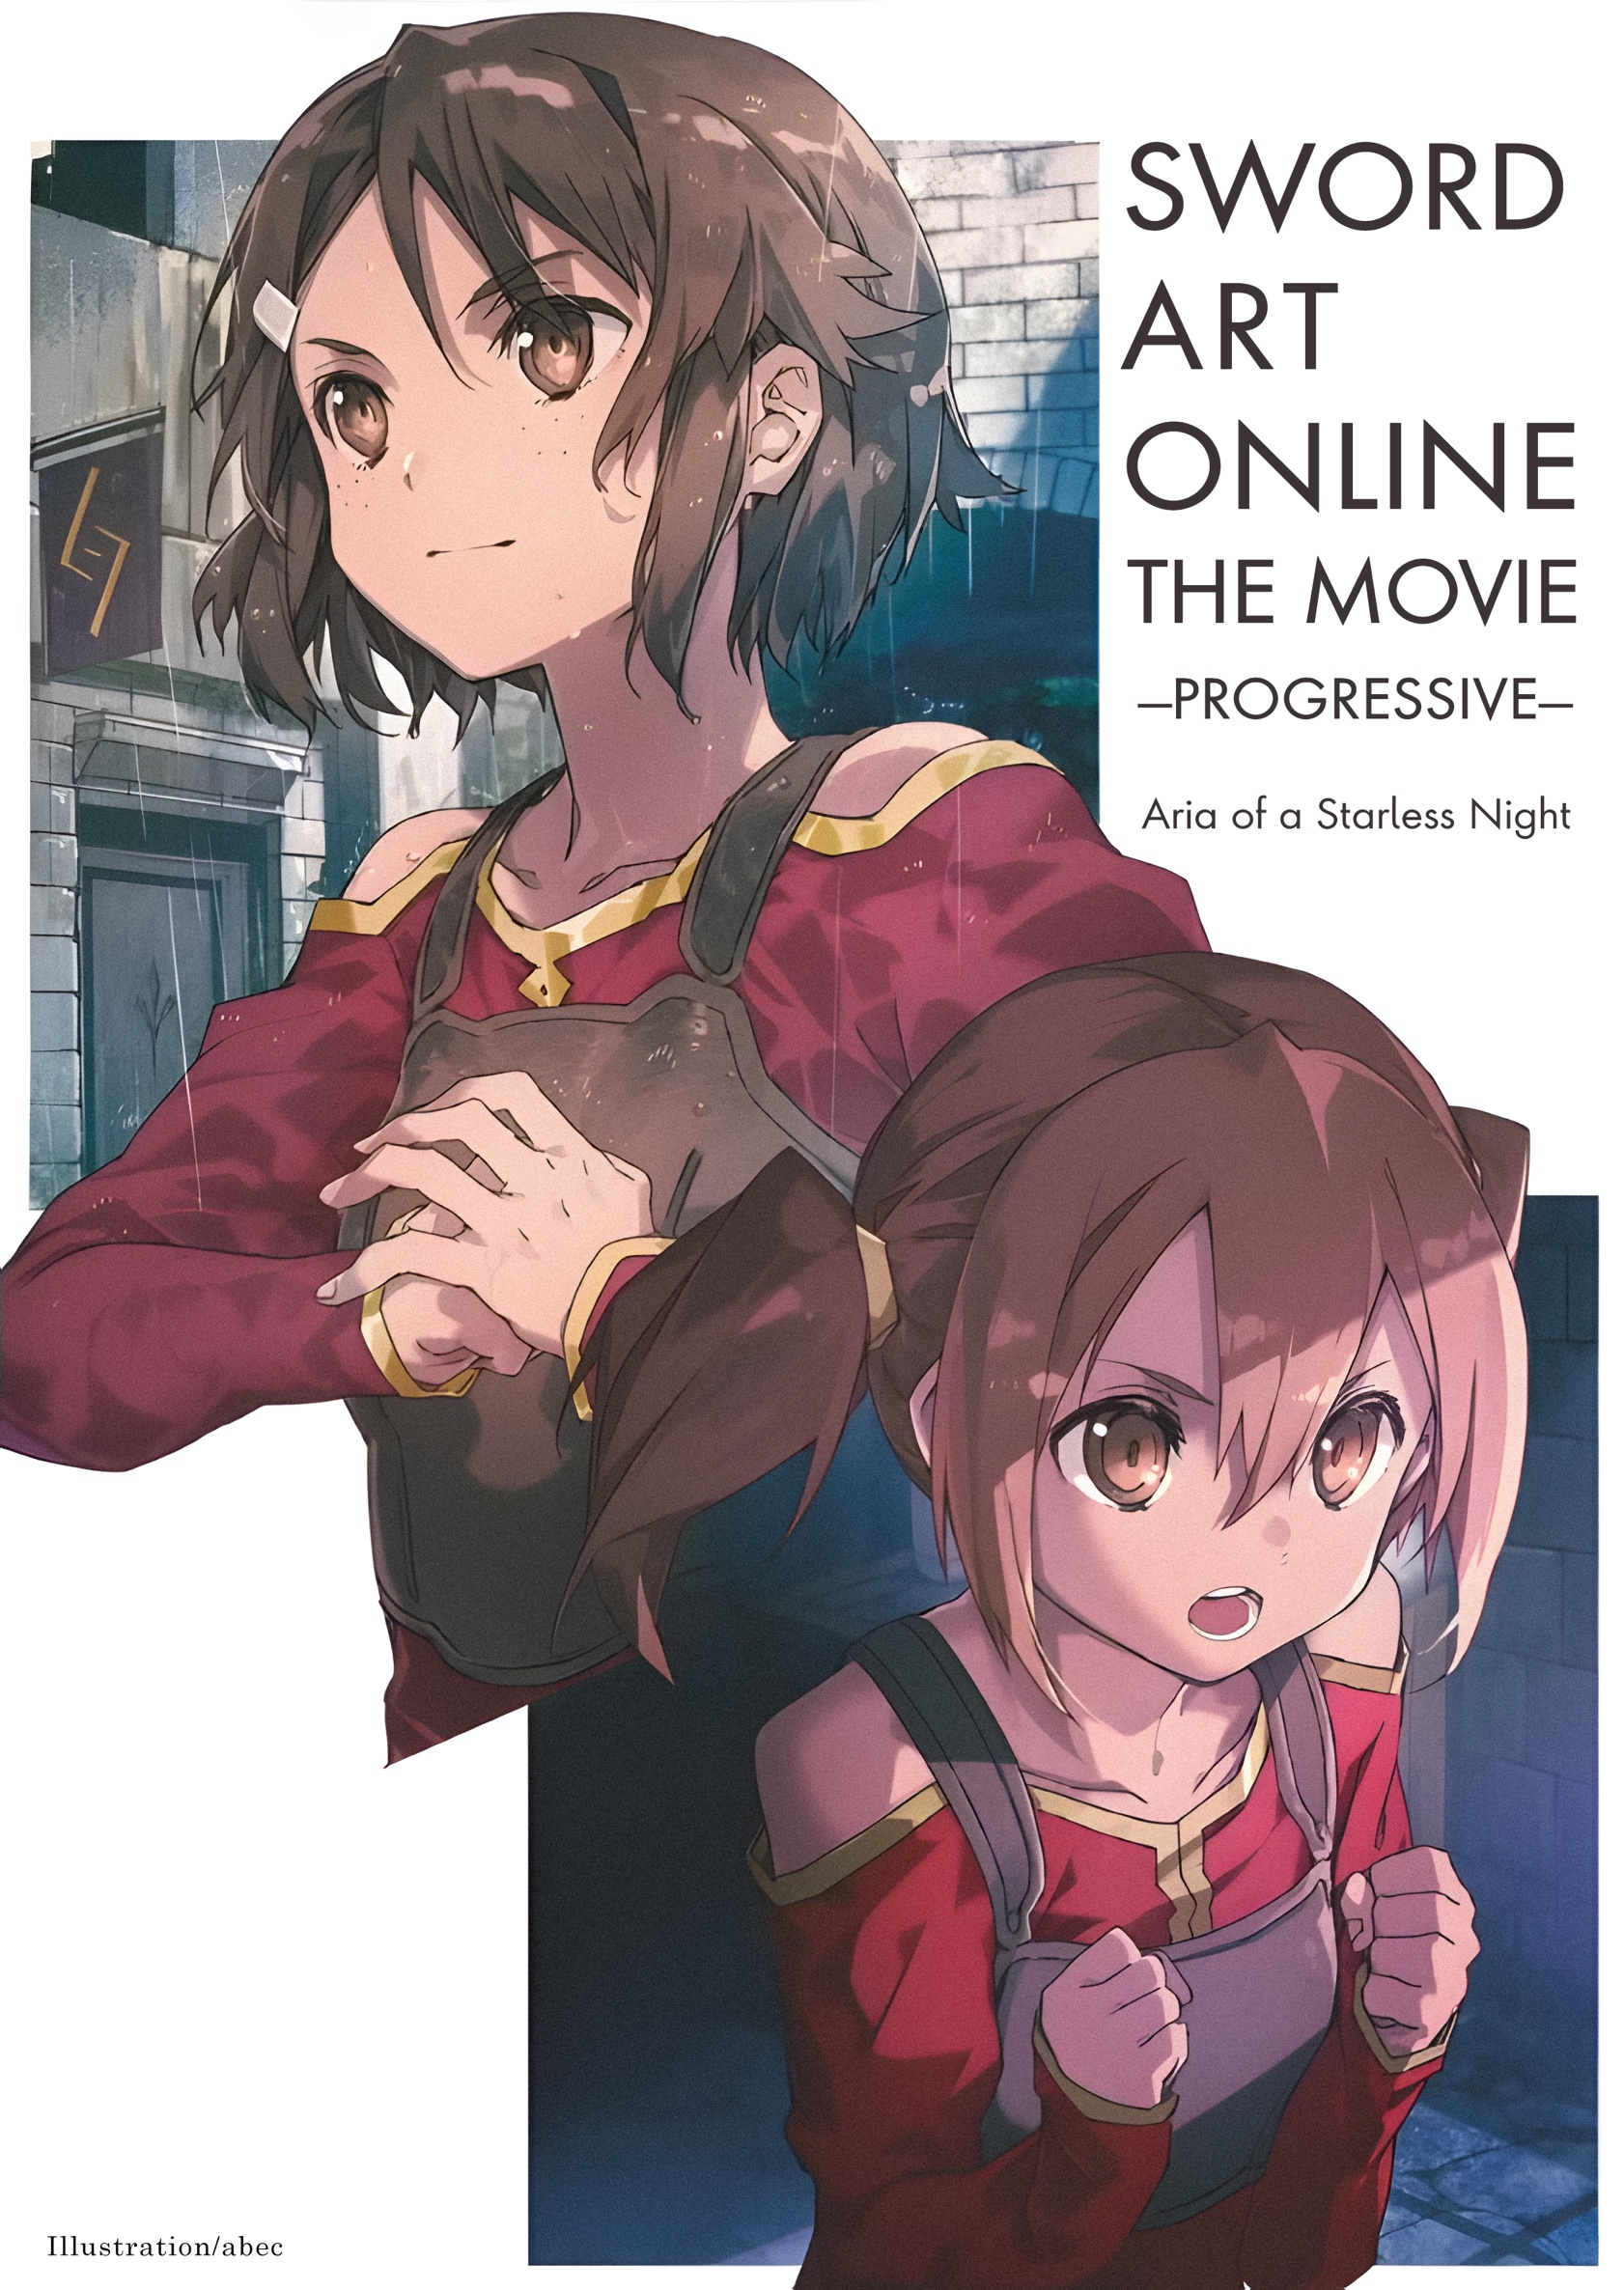 SWORD
ART
ONLINE
THE MOVIE
—PROGRESSIVE—
Aria of a Starless Night
Illustration/abec